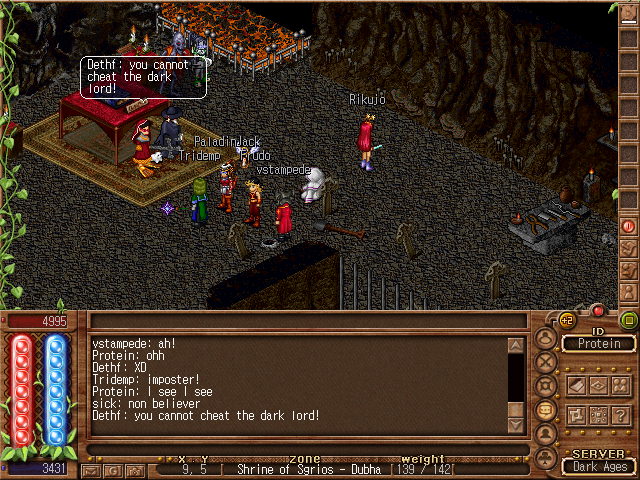 Dethf: you cannot
cheat the dark
lord!
Rikujo
PaladinJack
Tridemp
Frudo
vstampede
4995
vstampede: ah!
Protein: ohh
Dethf: XD
Tridemp: imposter!
Protein: I see I see
sick: non believer
Dethf: you cannot cheat the dark lord!
3431
+2
ID
Protein
?
SERVER
Dark Ages
x y zone weight
9, 5 [ Shrine of Sgrios - Dubha [139 / 142[
G